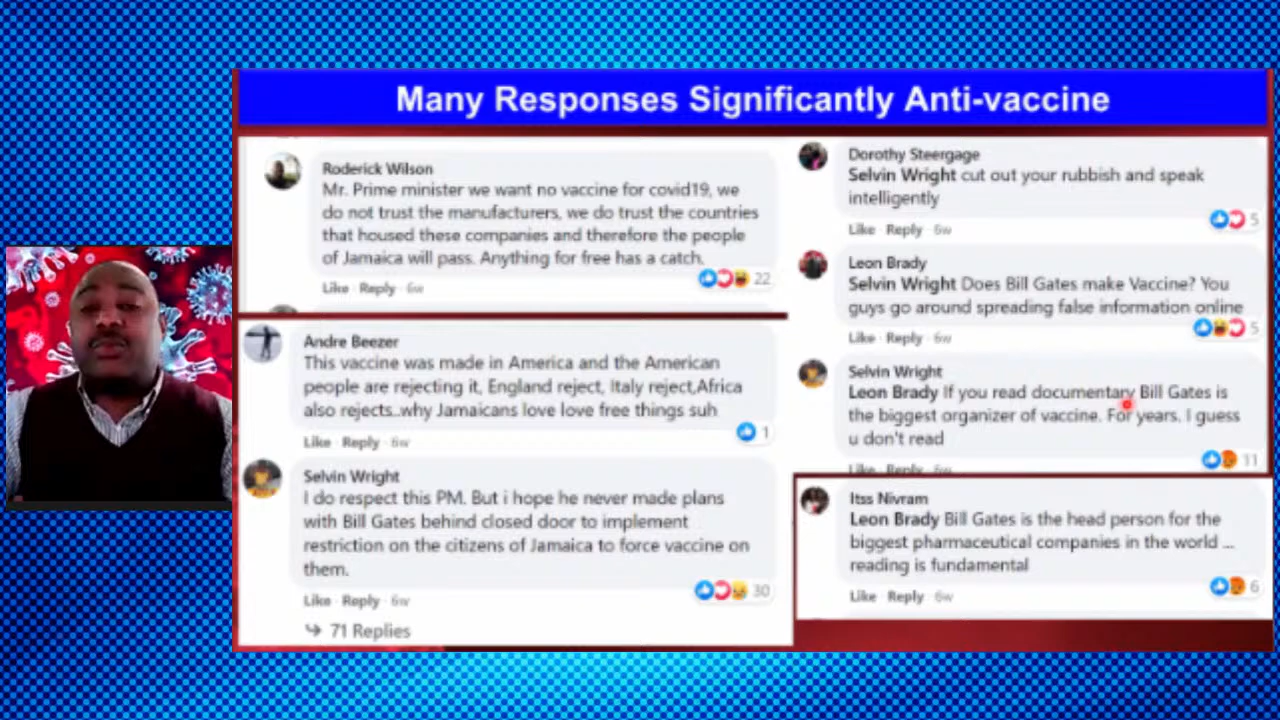 Many Responses Significantly Anti-vaccine
Roderick Wilson
Mr. Prime minister we want no vaccine for covid19, we
do not trust the manufacturers, we do trust the countries
that housed these companies and therefore the people
of Jamaica will pass. Anything for free has a catch.
22
Like · Reply · 6w
Andre Beezer
This vaccine was made in America and the American
people are rejecting it, England reject, Italy reject,Africa
also rejects..why Jamaicans love love free things suh
1
Like · Reply · 6w
Selvin Wright
I do respect this PM. But i hope he never made plans
with Bill Gates behind closed door to implement
restriction on the citizens of Jamaica to force vaccine on
them.
30
Like · Reply · 6w
71 Replies
Dorothy Steergage
Selvin Wright cut out your rubbish and speak
intelligently
5
Like · Reply · 6w
Leon Brady
Selvin Wright Does Bill Gates make Vaccine? You
guys go around spreading false information online
5
Like · Reply · 6w
Selvin Wright
Leon Brady If you read documentary Bill Gates is
the biggest organizer of vaccine. For years. I guess
u don't read
11
Like · Reply · 6w
Itss Nivram
Leon Brady Bill Gates is the head person for the
biggest pharmaceutical companies in the world ...
reading is fundamental
6
Like · Reply · 6w